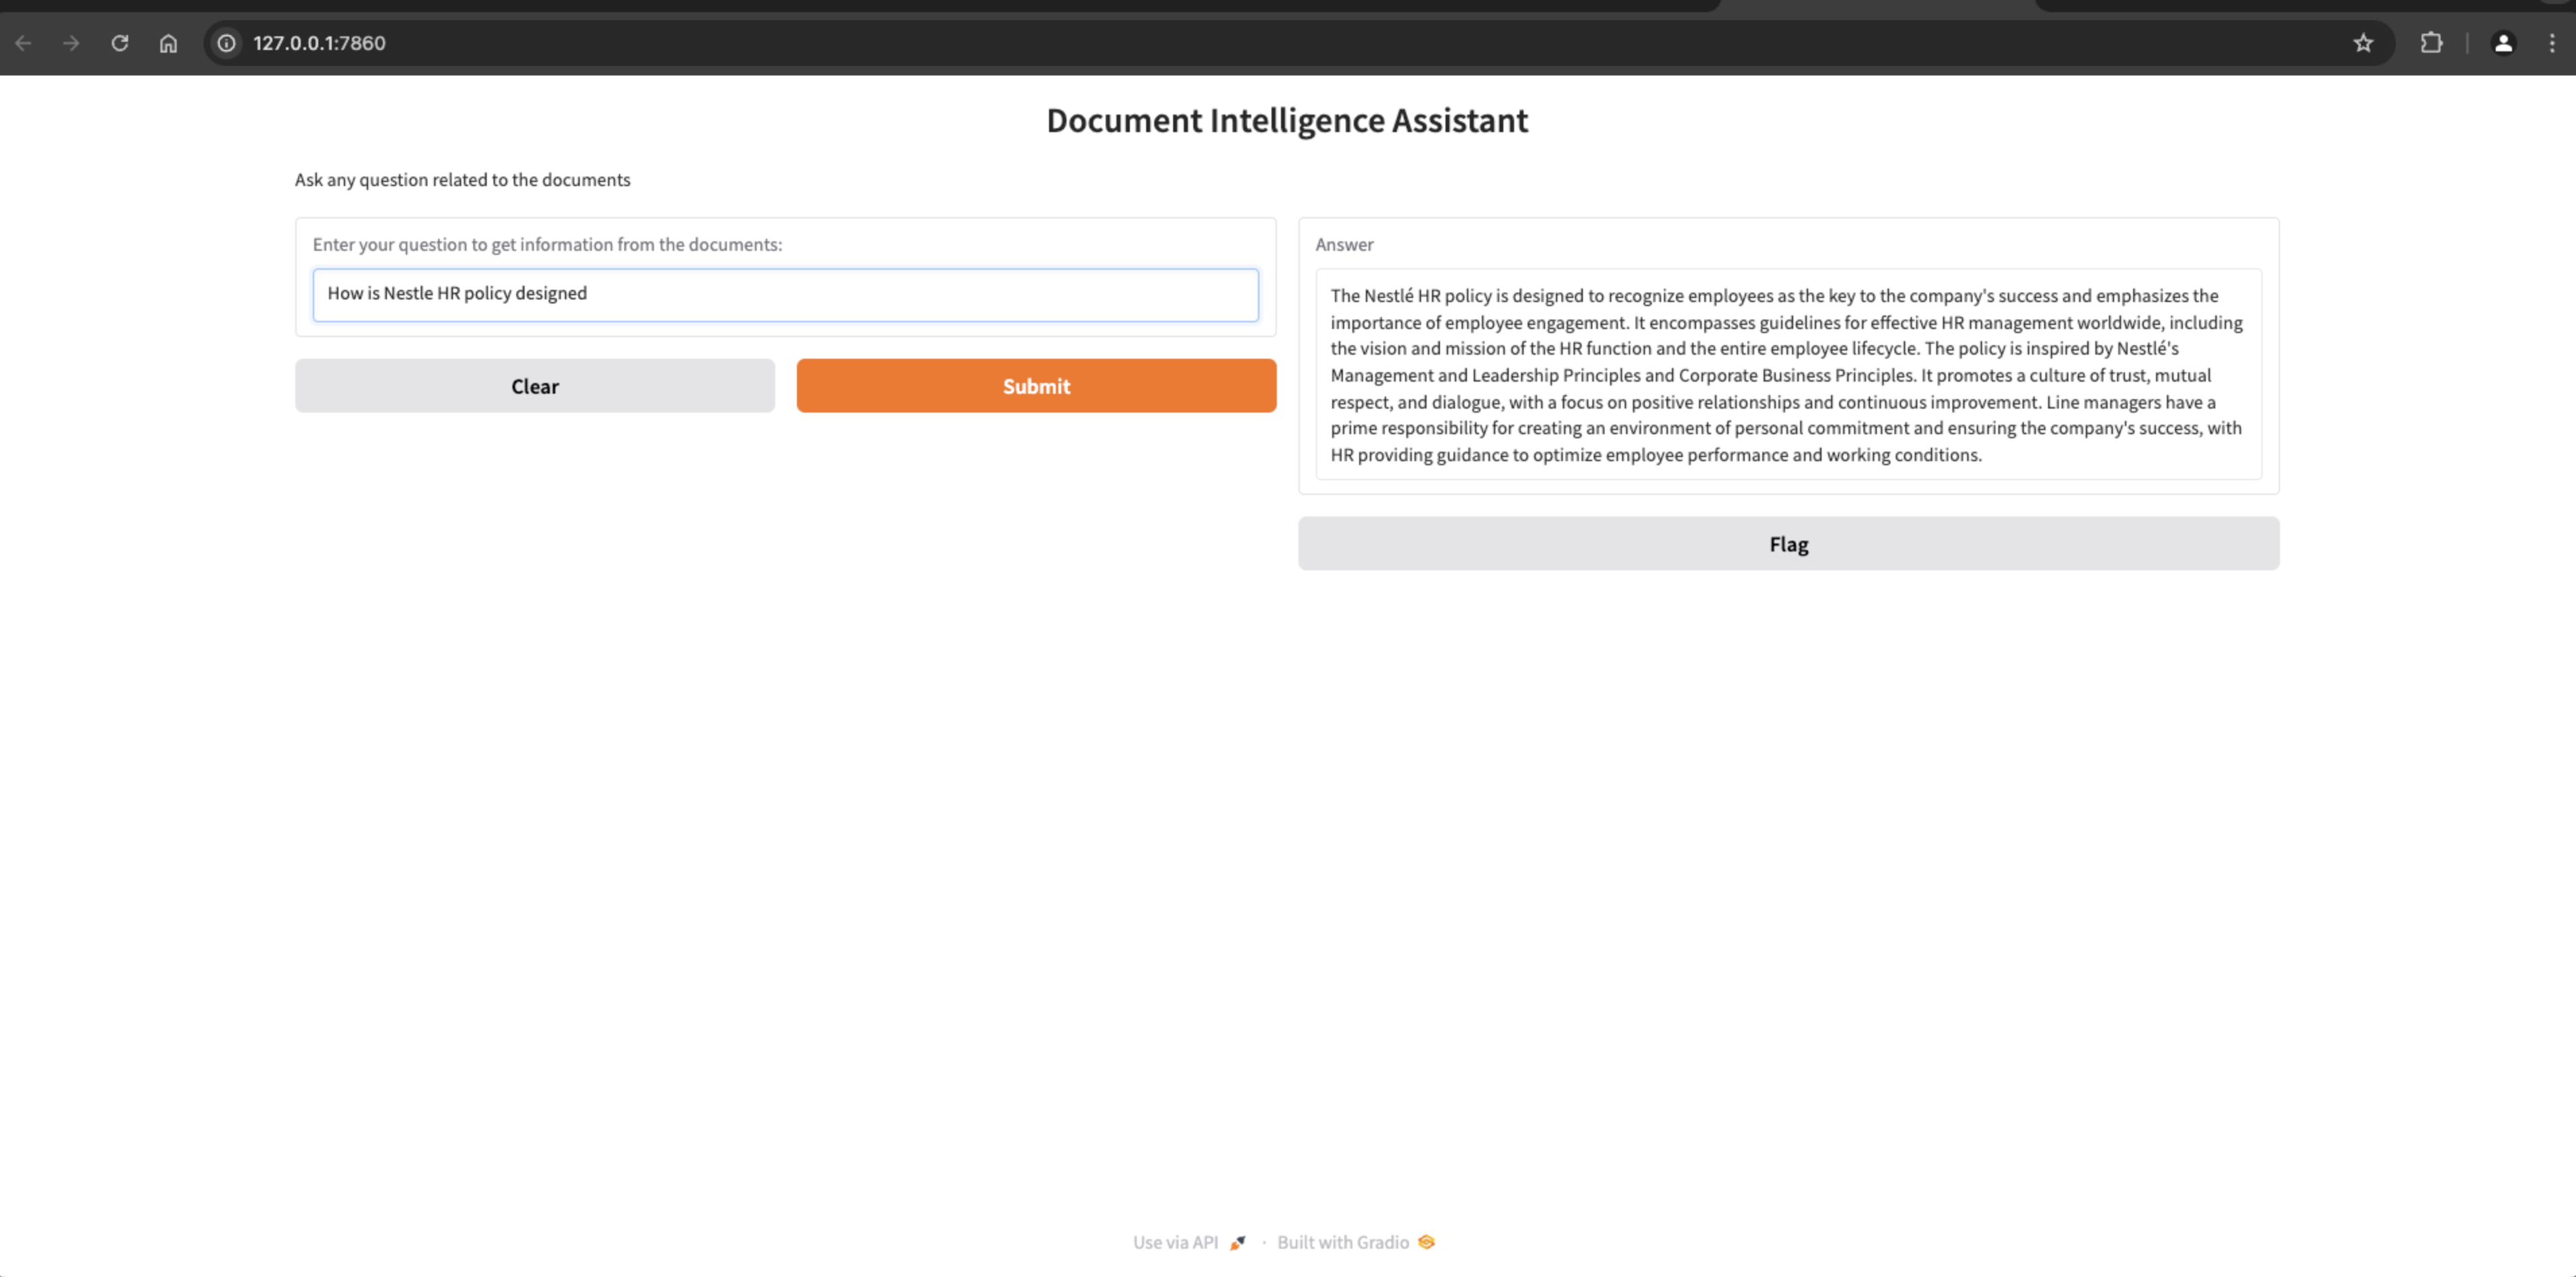 127.0.0.1:7860
Document Intelligence Assistant
Ask any question related to the documents
Enter your question to get information from the documents:
How is Nestle HR policy designed
Clear
Submit
Answer
The Nestlé HR policy is designed to recognize employees as the key to the company's success and emphasizes the
importance of employee engagement. It encompasses guidelines for effective HR management worldwide, including
the vision and mission of the HR function and the entire employee lifecycle. The policy is inspired by Nestlé's
Management and Leadership Principles and Corporate Business Principles. It promotes a culture of trust, mutual
respect, and dialogue, with a focus on positive relationships and continuous improvement. Line managers have a
prime responsibility for creating an environment of personal commitment and ensuring the company's success, with
HR providing guidance to optimize employee performance and working conditions.
Flag
Use via API · Built with Gradio